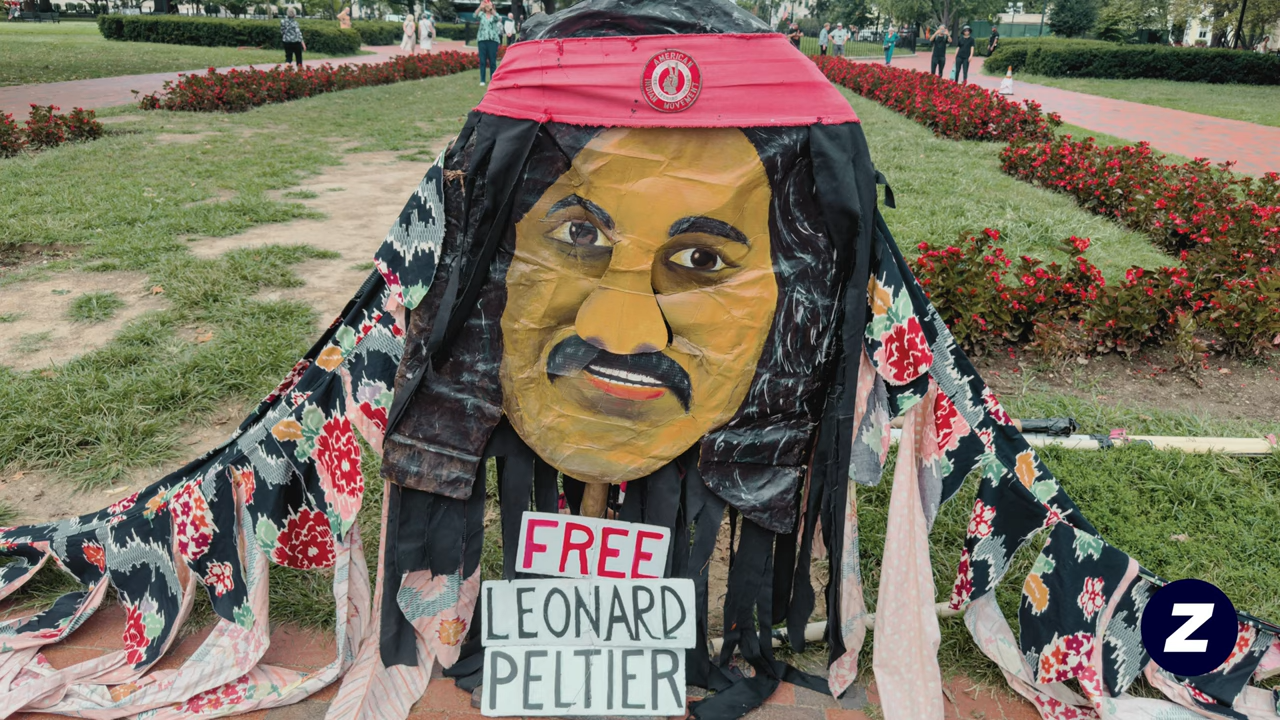 AMERICAN
INDIAN MOVEMENT
FREE
LEONARD
PELTIER
Z